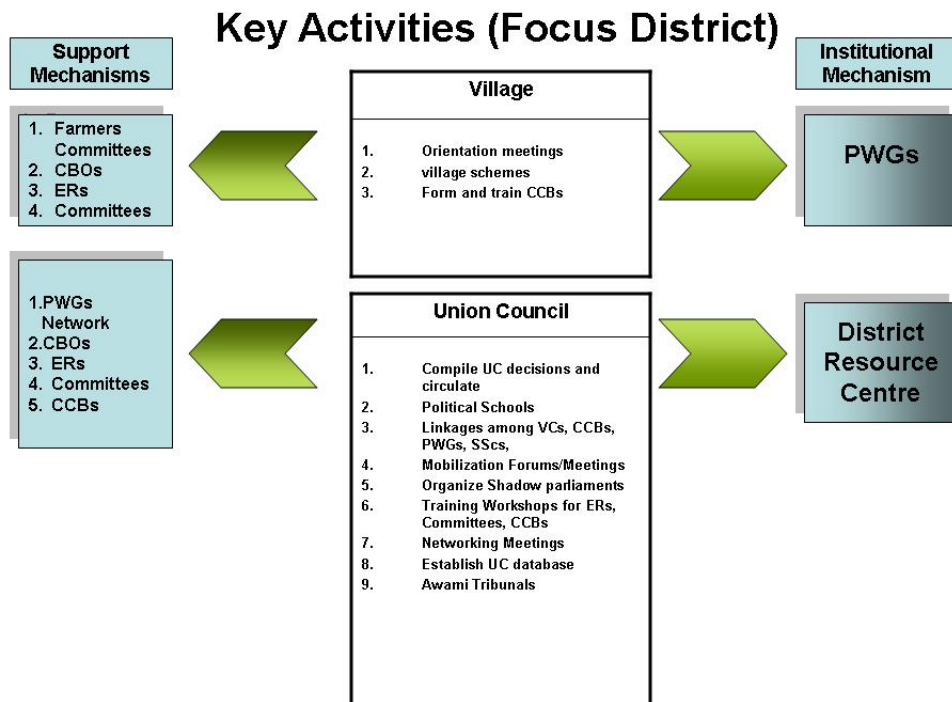 Key Activities (Focus District)
Support
Mechanisms
Institutional
Mechanism
Village
1. Orientation meetings
2. village schemes
3. Form and train CCBs
1. Farmers
Committees
2. CBOs
3. ERs
4. Committees
PWGs
Union Council
1. Compile UC decisions and
circulate
2. Political Schools
3. Linkages among VCs, CCBs,
PWGs, SScs,
4 Mobilization Forums/Meetings
5 Organize Shadow parliaments
6 Training Workshops for ERs,
Committees, CCBs
7. Networking Meetings
8 Establish UC database
9. Awami Tribunals
1.PWGs
Network
2.CBOs
3. ERs
4. Committees
5. CCBs
District
Resource
Centre